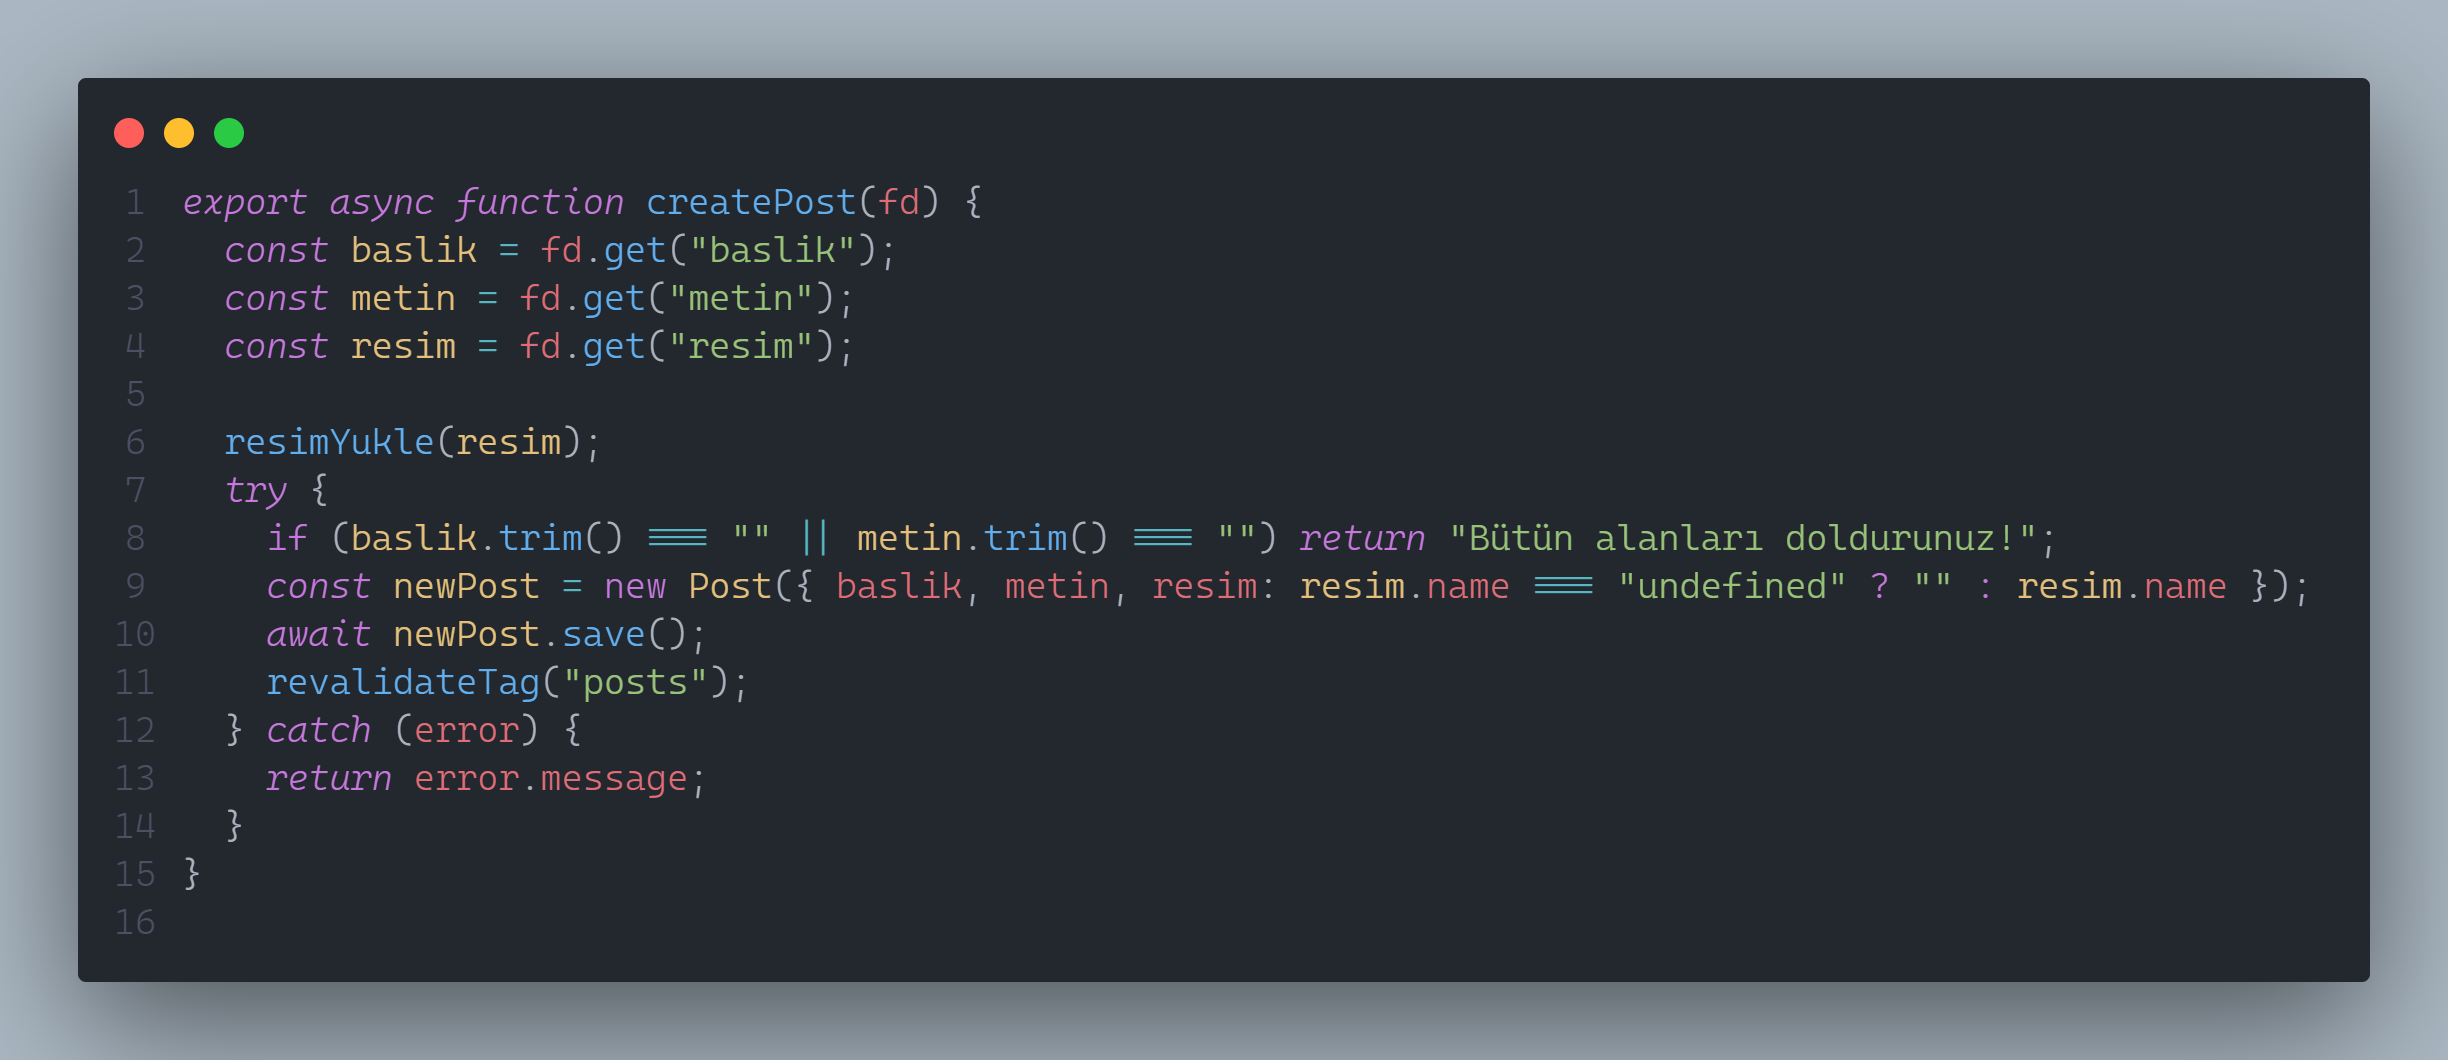 1 export async function createPost(fd) {
2 const baslik = fd.get("baslik");
3 const metin = fd.get("metin");
4 const resim = fd.get("resim");
5
6 resimYukle(resim);
7 try {
8 if (baslik.trim() === "" || metin.trim() === "") return "Bütün alanları doldurunuz!";
9 const newPost = new Post({ baslik, metin, resim: resim.name === "undefined" ? "" : resim.name });
10 await newPost.save();
11 revalidateTag("posts");
12 } catch (error) {
13 return error.message;
14 }
15 }
16